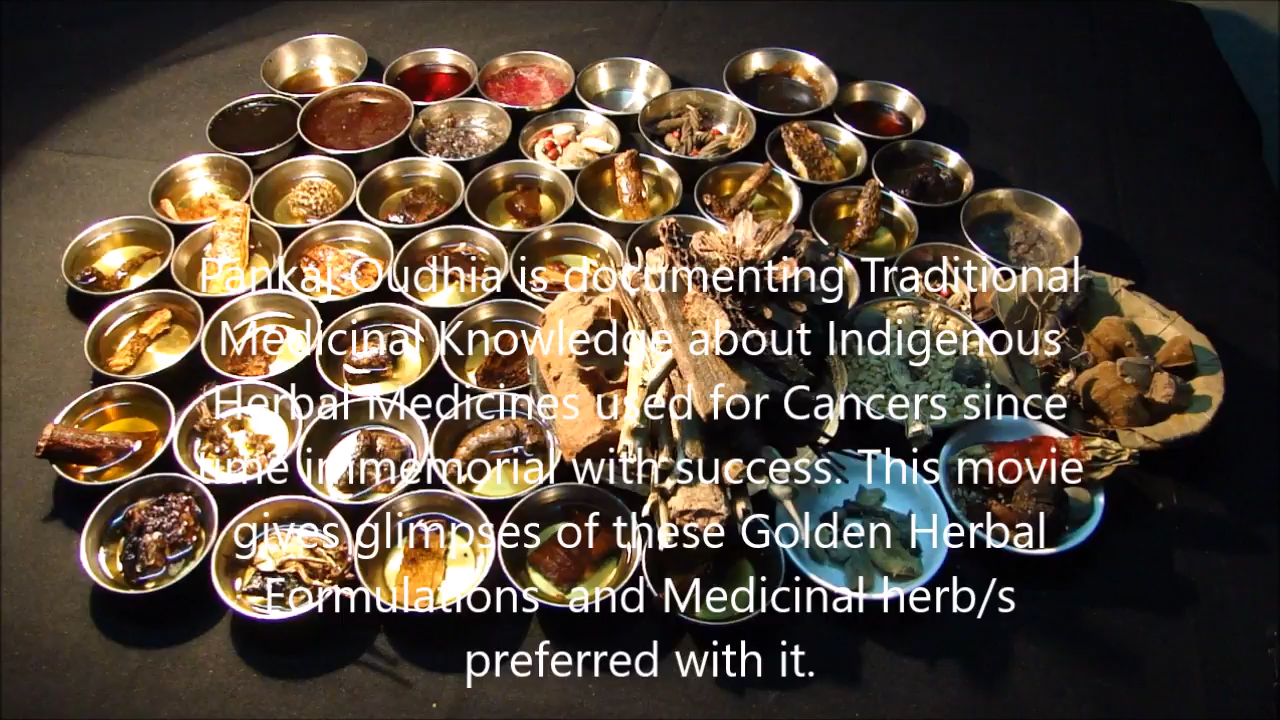 Pankaj Oudhia is documenting Traditional
Medicinal Knowledge about Indigenous
Herbal Medicines used for Cancers since
time immemorial with success. This movie
gives glimpses of these Golden Herbal
Formulations  and Medicinal herb/s
preferred with it.